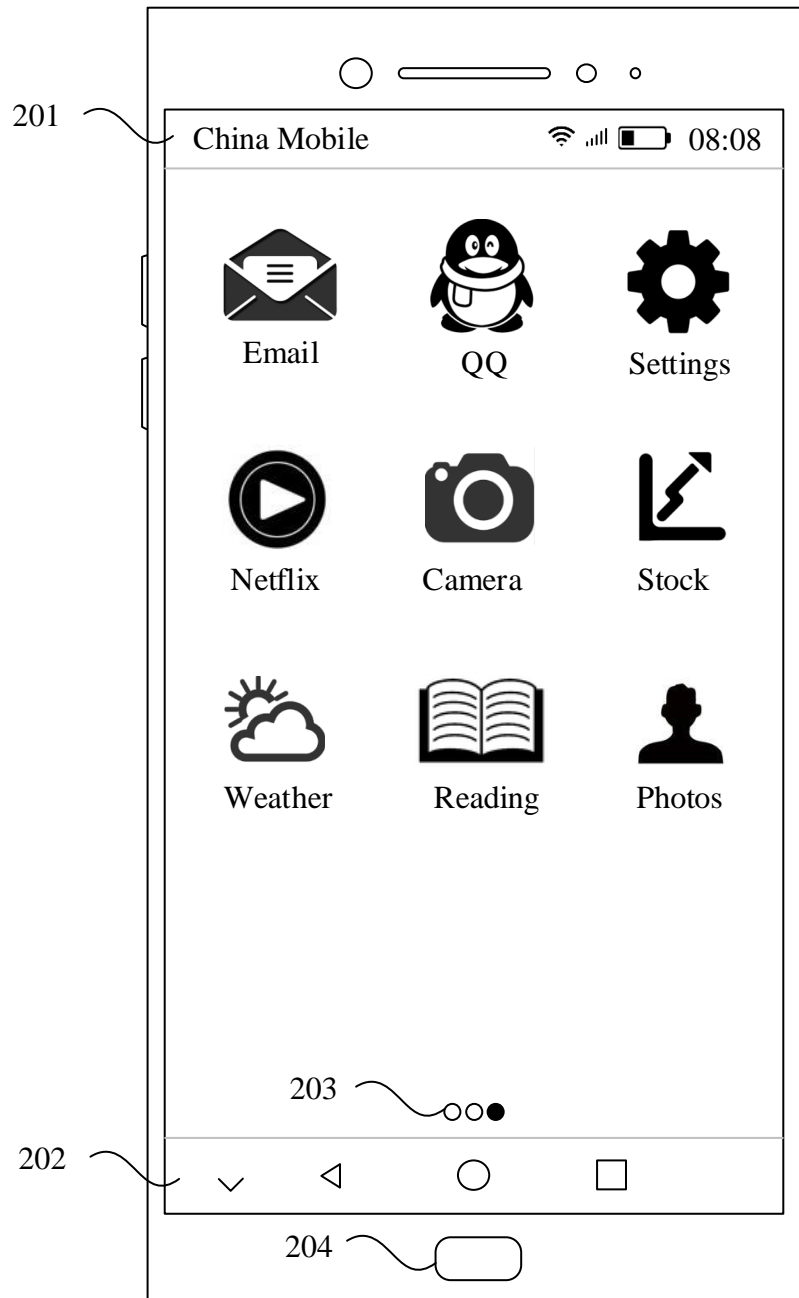 201
China Mobile 08:08
Email QQ Settings
Netflix Camera Stock
Weather Reading Photos
203
202
204